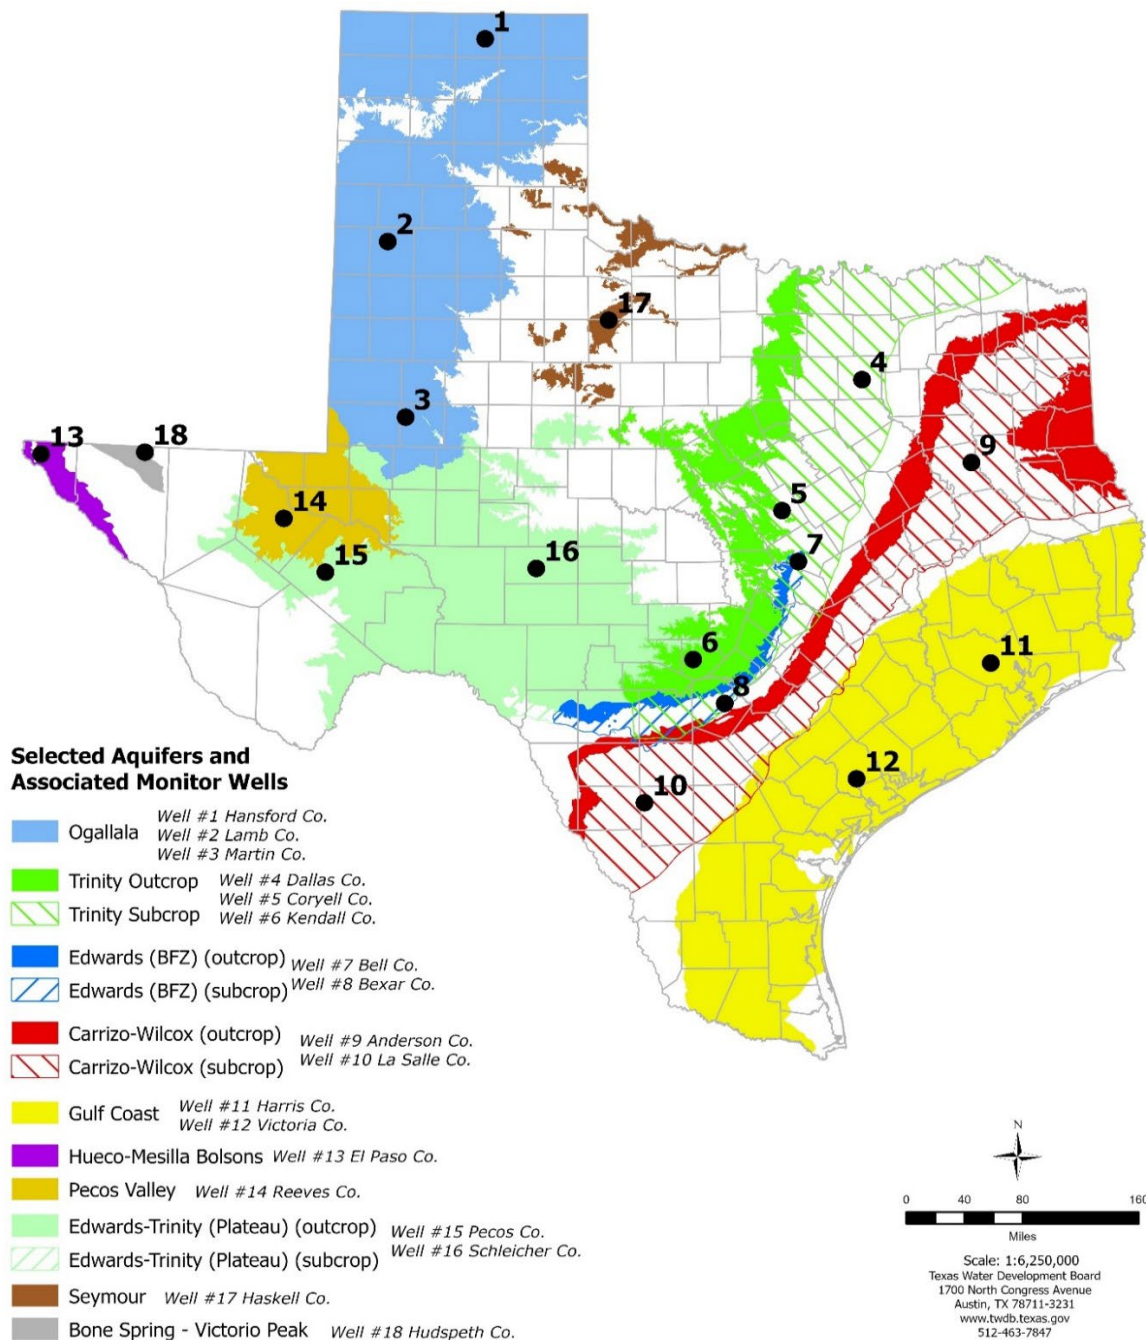 1
2
17
4
3
13
18
9
14
5
15
16
7
6
11
8
12
10
Selected Aquifers and
Associated Monitor Wells
Ogallala
Well #1 Hansford Co.
Well #2 Lamb Co.
Well #3 Martin Co.
Trinity Outcrop
Trinity Subcrop
Well #4 Dallas Co.
Well #5 Coryell Co.
Well #6 Kendall Co.
Edwards (BFZ) (outcrop)
Edwards (BFZ) (subcrop)
Well #7 Bell Co.
Well #8 Bexar Co.
Carrizo-Wilcox (outcrop)
Carrizo-Wilcox (subcrop)
Well #9 Anderson Co.
Well #10 La Salle Co.
Gulf Coast
Well #11 Harris Co.
Well #12 Victoria Co.
Hueco-Mesilla Bolsons Well #13 El Paso Co.
Pecos Valley Well #14 Reeves Co.
Edwards-Trinity (Plateau) (outcrop)
Edwards-Trinity (Plateau) (subcrop)
Well #15 Pecos Co.
Well #16 Schleicher Co.
Seymour Well #17 Haskell Co.
Bone Spring - Victorio Peak Well #18 Hudspeth Co.
N
0 40 80 160
Miles
Scale: 1:6,250,000
Texas Water Development Board
1700 North Congress Avenue
Austin, TX 78711-3231
www.twdb.texas.gov
512-463-7847